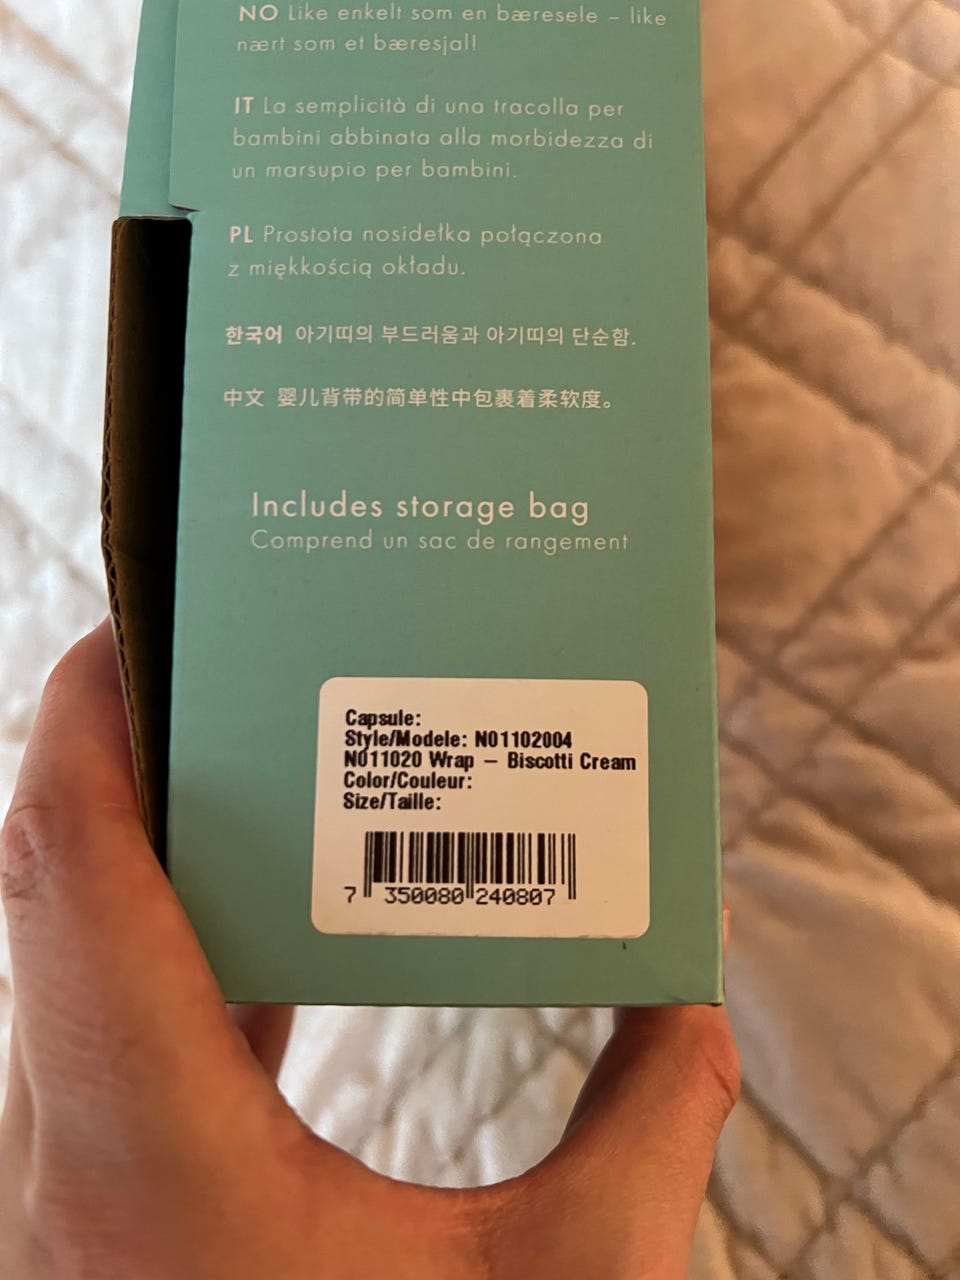 NO Like enkelt som en bæresele – like
nært som et bæresjal!
IT La semplicità di una tracolla per
bambini abbinata alla morbidezza di
un marsupio per bambini.
PL Prostota nosidełka połączona
z miękkością okładu.
한국어 아기띠의 부드러움과 아기띠의 단순함.
中文 婴儿背带的简单性中包裹着柔软度。
Includes storage bag
Comprend un sac de rangement
Capsule:
Style/Modele: N01102004
N011020 Wrap – Biscotti Cream
Color/Couleur:
Size/Taille:
7 350080 240807